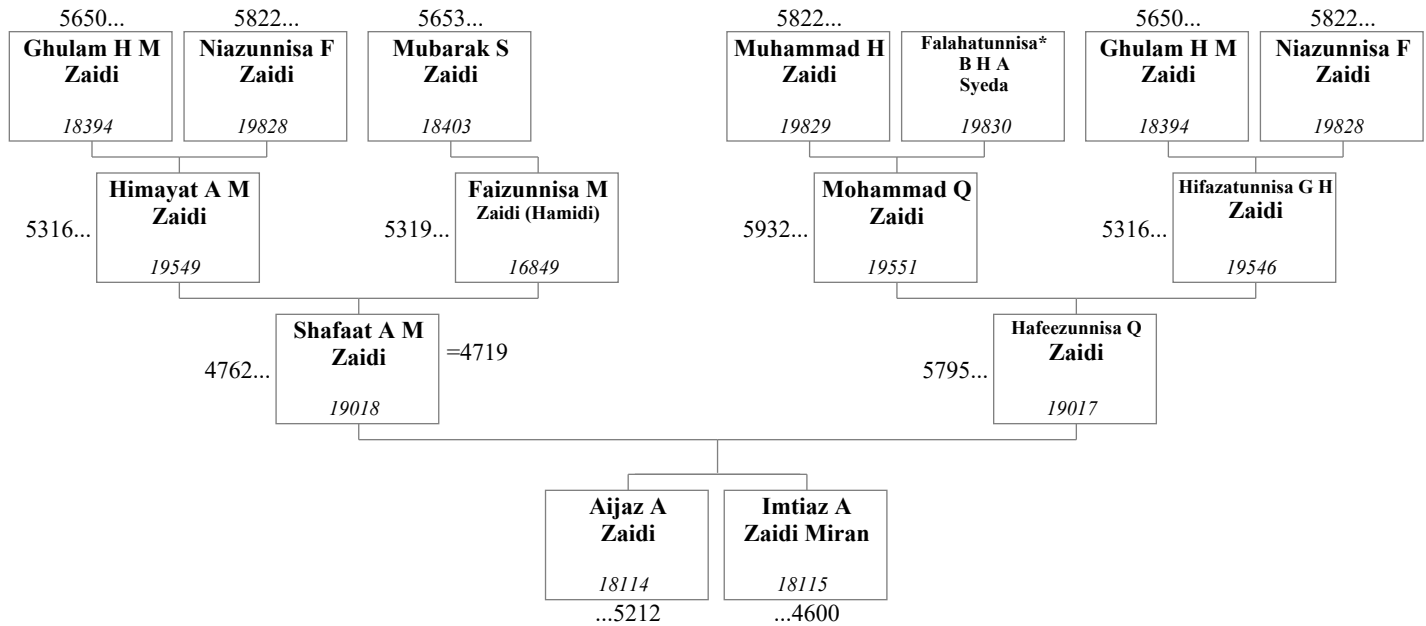 5650...
5822...
5653...
5822...
5650...
5822...
Ghulam H M
Zaidi
18394
Niazunnisa F
Zaidi
19828
Mubarak S
Zaidi
18403
Muhammad H
Zaidi
19829
Falahatunnisa*
B H A
Syeda
19830
Ghulam H M
Zaidi
18394
Niazunnisa F
Zaidi
19828
5316...
Himayat A M
Zaidi
19549
5319...
Faizunnisa M
Zaidi (Hamidi)
16849
5932...
Mohammad Q
Zaidi
19551
5316...
Hifazatunnisa G H
Zaidi
19546
4762...
Shafaat A M
Zaidi
19018
=4719
5795...
Hafeezunnisa Q
Zaidi
19017
Aijaz A
Zaidi
18114
...5212
Imtiaz A
Zaidi Miran
18115
...4600